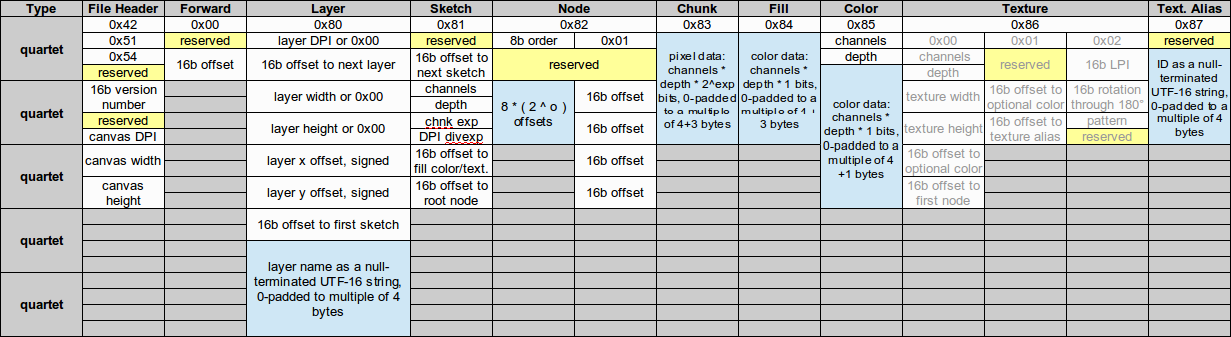 Type File Header Forward Layer Sketch Node Chunk Fill Color Texture Text. Alias
quartet 0x42 0x00 0x80 0x81 0x82 0x83 0x84 0x85 0x86 0x87
0x51 reserved layer DPI or 0x00 reserved 8b order 0x01 pixel data: color data: channels 0x00 0x01 0x02 reserved
0x54 16b offset 16b offset to next layer 16b offset to reserved channels * channels * depth channels reserved 16b LPI ID as a null-
reserved next sketch depth * 2^exp depth * 1 bits, color data: depth terminated
quartet 16b version layer width or 0x00 channels 8 * ( 2 ^ o ) 16b offset bits, 0-padded 0-padded to a channels * texture width 16b offset to 16b rotation UTF-16 string,
number depth offsets to a multiple multiple of 4 + depth * 1 bits, optional color through 180° 0-padded to a
reserved layer height or 0x00 chnk exp 16b offset of 4+3 bytes 3 bytes 0-padded to a texture height 16b offset to pattern multiple of 4
canvas DPI DPI divexp multiple of 4 texture alias reserved bytes
quartet canvas width layer x offset, signed 16b offset to 16b offset +1 bytes 16b offset to
fill color/text. optional color
canvas layer y offset, signed 16b offset to 16b offset 16b offset to
height root node first node
quartet 16b offset to first sketch
quartet layer name as a null-
terminated UTF-16 string,
0-padded to multiple of 4
bytes